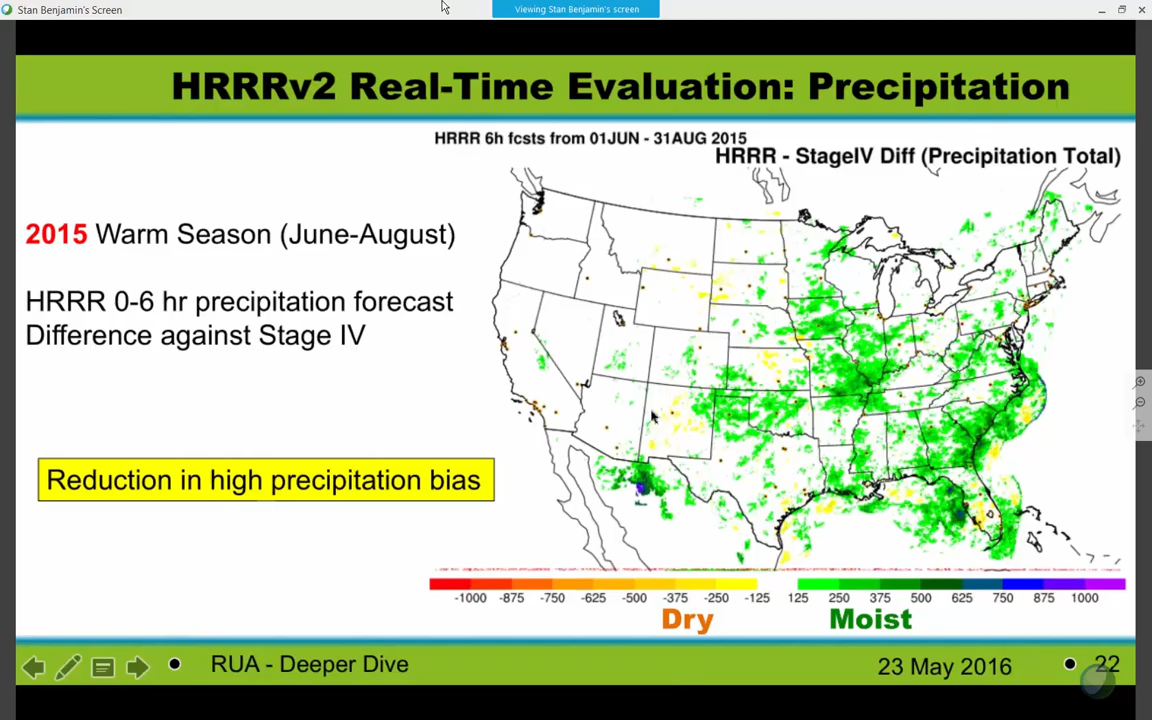 Stan Benjamin's Screen
Viewing Stan Benjamin's screen
HRRRv2 Real-Time Evaluation: Precipitation
HRRR 6h fcsts from 01JUN - 31AUG 2015
HRRR - StageIV Diff (Precipitation Total)
2015 Warm Season (June-August)
HRRR 0-6 hr precipitation forecast
Difference against Stage IV
Reduction in high precipitation bias
-1000 -875 -750 -625 -500 -375 -250 -125 125 250 375 500 625 750 875 1000
Dry Moist
RUA - Deeper Dive 23 May 2016 22